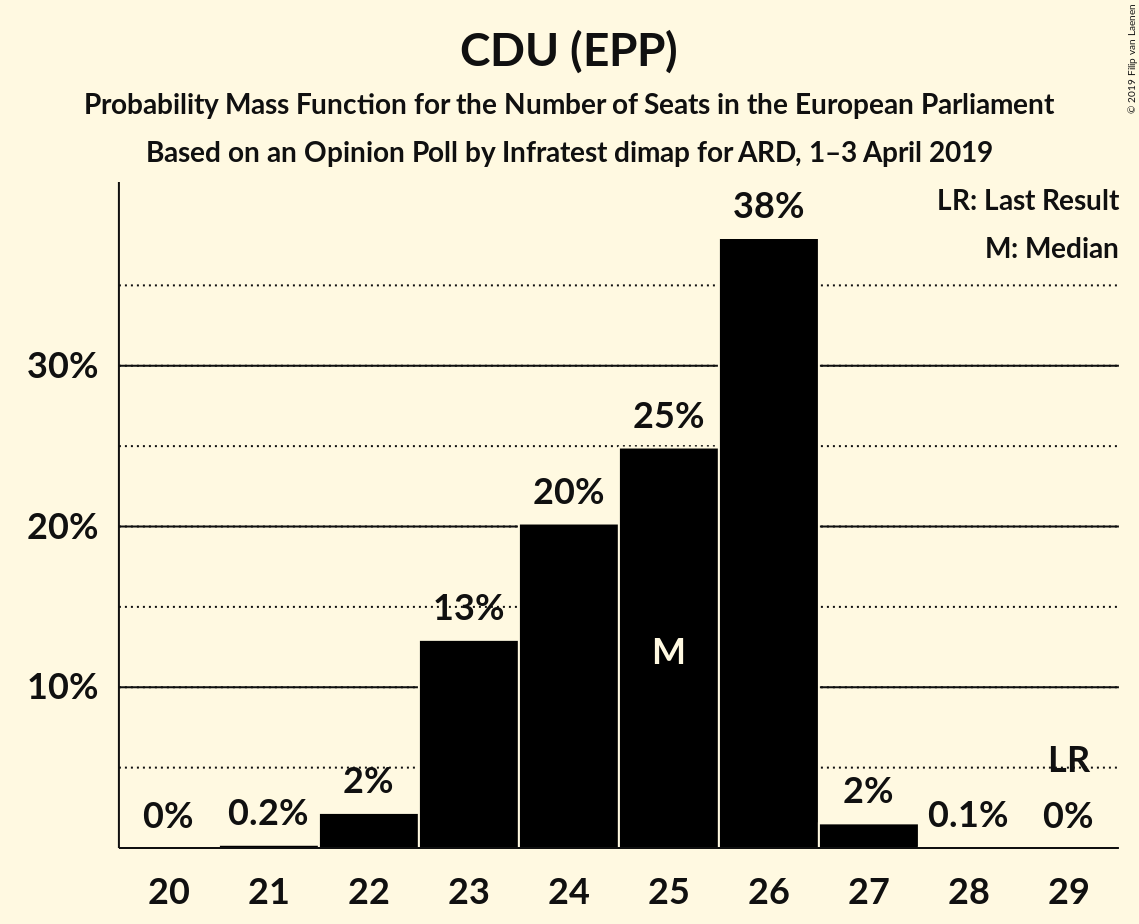 CDU (EPP)
Probability Mass Function for the Number of Seats in the European Parliament
Based on an Opinion Poll by Infratest dimap for ARD, 1–3 April 2019
© 2019 Filip van Laenen
LR: Last Result
M: Median
38%
30%
25%
20%
20%
13%
M
10%
LR
2%
2%
0%
0.2%
0.1%
0%
20 21 22 23 24 25 26 27 28 29